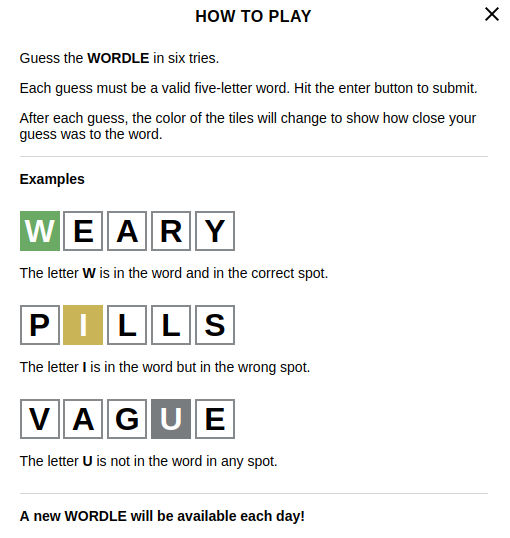 HOW TO PLAY
Guess the WORDLE in six tries.
Each guess must be a valid five-letter word. Hit the enter button to submit.
After each guess, the color of the tiles will change to show how close your
guess was to the word.
Examples
W E A R Y
The letter W is in the word and in the correct spot.
P I L L S
The letter I is in the word but in the wrong spot.
V A G U E
The letter U is not in the word in any spot.
A new WORDLE will be available each day!